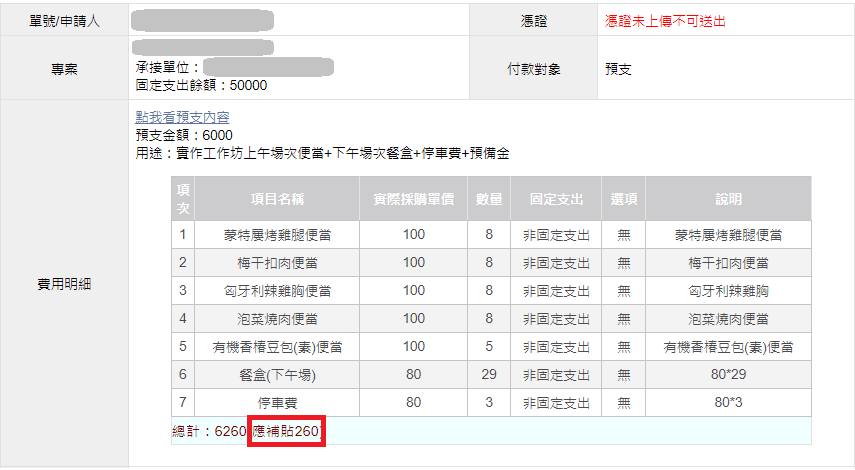 單號/申請人
憑證
憑證未上傳不可送出
專案
承接單位：
固定支出餘額：50000
付款對象
預支
費用明細
點我看預支內容
預支金額：6000
用途：實作工作坊上午場次便當+下午場次餐盒+停車費+預備金
項次 項目名稱 實際採購單價 數量 固定支出 選項 說明
1 蒙特屢烤雞腿便當 100 8 非固定支出 無 蒙特屢烤雞腿便當
2 梅干扣肉便當 100 8 非固定支出 無 梅干扣肉便當
3 匈牙利辣雞胸便當 100 8 非固定支出 無 匈牙利辣雞胸
4 泡菜燒肉便當 100 8 非固定支出 無 泡菜燒肉便當
5 有機香椿豆包(素)便當 100 5 非固定支出 無 有機香椿豆包(素)便當
6 餐盒(下午場) 80 29 非固定支出 無 80*29
7 停車費 80 3 非固定支出 無 80*3
總計：6260(應補貼260)